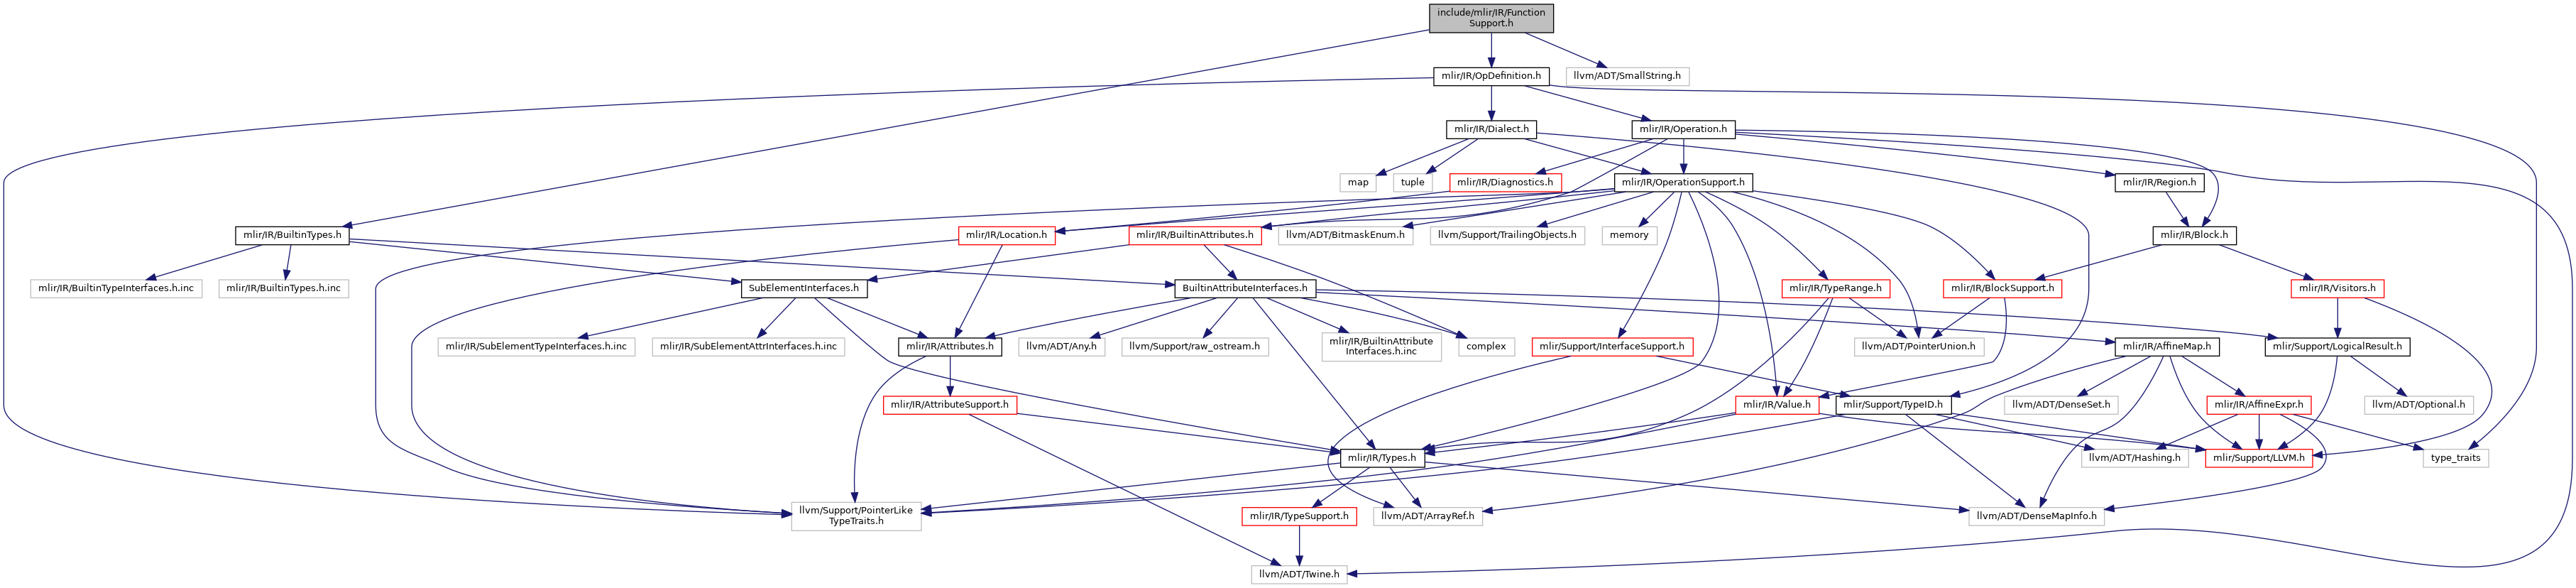 include/mlir/IR/Function
Support.h
mlir/IR/OpDefinition.h
llvm/ADT/SmallString.h
mlir/IR/Dialect.h
mlir/IR/Operation.h
map
tuple
mlir/IR/Diagnostics.h
mlir/IR/OperationSupport.h
mlir/IR/Region.h
mlir/IR/BuiltinTypes.h
mlir/IR/Location.h
mlir/IR/BuiltinAttributes.h
llvm/ADT/BitmaskEnum.h
llvm/Support/TrailingObjects.h
memory
mlir/IR/Block.h
mlir/IR/BuiltinTypeInterfaces.h.inc
mlir/IR/BuiltinTypes.h.inc
SubElementInterfaces.h
BuiltinAttributeInterfaces.h
mlir/IR/TypeRange.h
mlir/IR/BlockSupport.h
mlir/IR/Visitors.h
mlir/IR/SubElementTypeInterfaces.h.inc
mlir/IR/SubElementAttrInterfaces.h.inc
mlir/IR/Attributes.h
llvm/ADT/Any.h
llvm/Support/raw_ostream.h
mlir/IR/BuiltinAttribute
Interfaces.h.inc
complex
mlir/Support/InterfaceSupport.h
llvm/ADT/PointerUnion.h
mlir/IR/AffineMap.h
mlir/Support/LogicalResult.h
mlir/IR/AttributeSupport.h
mlir/IR/Value.h
mlir/Support/TypeID.h
llvm/ADT/DenseSet.h
mlir/IR/AffineExpr.h
llvm/ADT/Optional.h
mlir/IR/Types.h
llvm/ADT/Hashing.h
mlir/Support/LLVM.h
type_traits
llvm/Support/PointerLike
TypeTraits.h
mlir/IR/TypeSupport.h
llvm/ADT/ArrayRef.h
llvm/ADT/DenseMapInfo.h
llvm/ADT/Twine.h